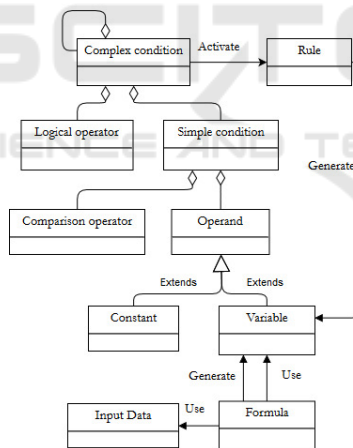 Complex condition
Activate
Rule
Logical operator
Simple condition
Generate
Comparison operator
Operand
Extends
Extends
Constant
Variable
Generate
Use
Input Data
Use
Formula